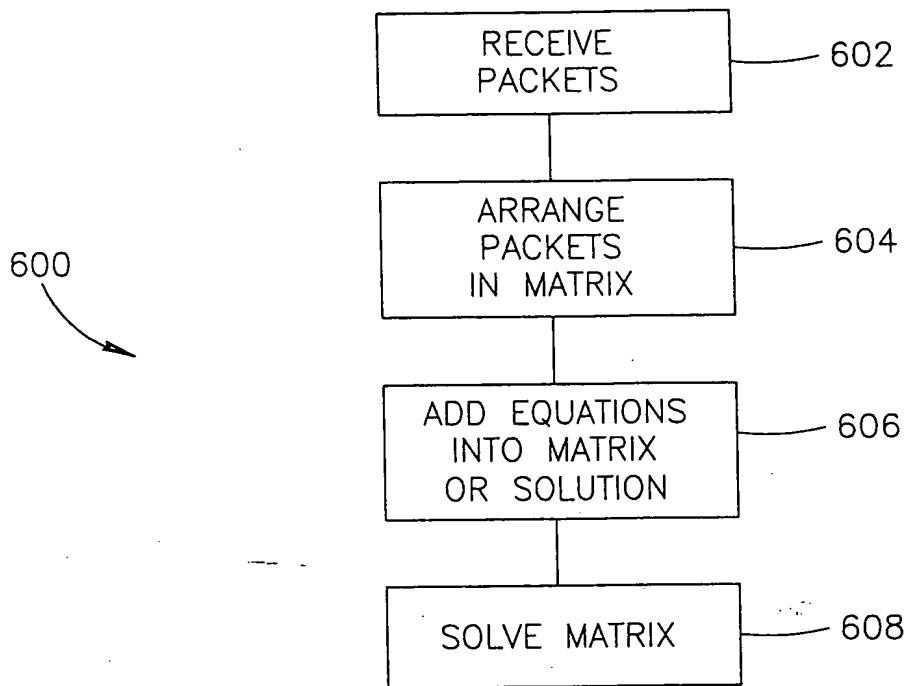 RECEIVE
PACKETS
602
ARRANGE
PACKETS
IN MATRIX
604
600
ADD EQUATIONS
INTO MATRIX
OR SOLUTION
606
SOLVE MATRIX
608